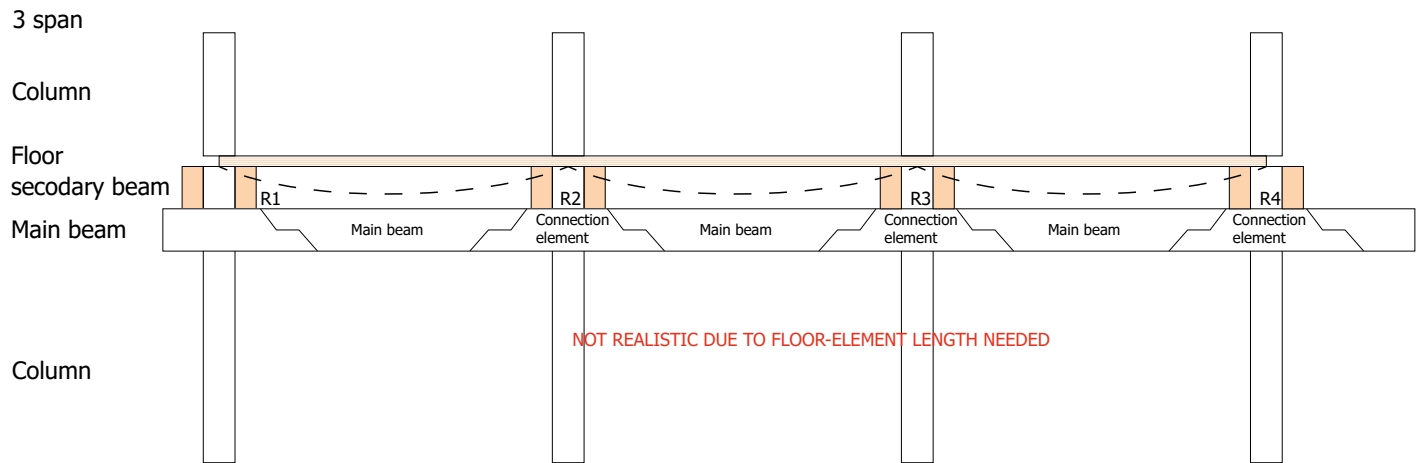 3 span
Column
Floor
secodary beam
R1
R2
R3
R4
Main beam
Main beam
Connection
element
Main beam
Connection
element
Main beam
Connection
element
NOT REALISTIC DUE TO FLOOR-ELEMENT LENGTH NEEDED
Column